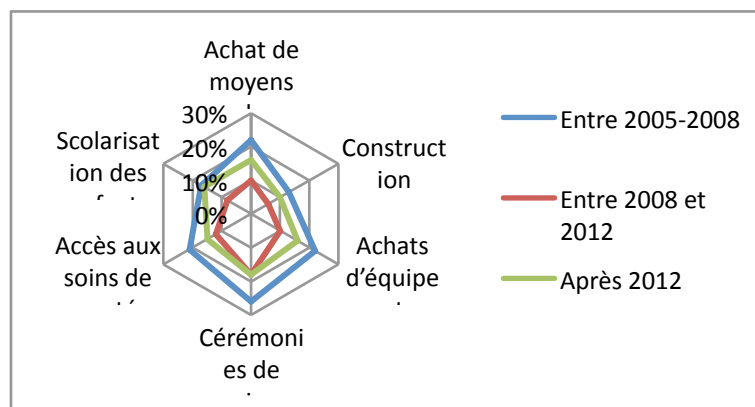 Achat de
moyens
30%
20%
10%
0%
Construct
ion
Achats
d'équipe
Cérémoni
es de
Accès aux
soins de
Scolarisat
ion des
Entre 2005-2008
Entre 2008 et
2012
Après 2012